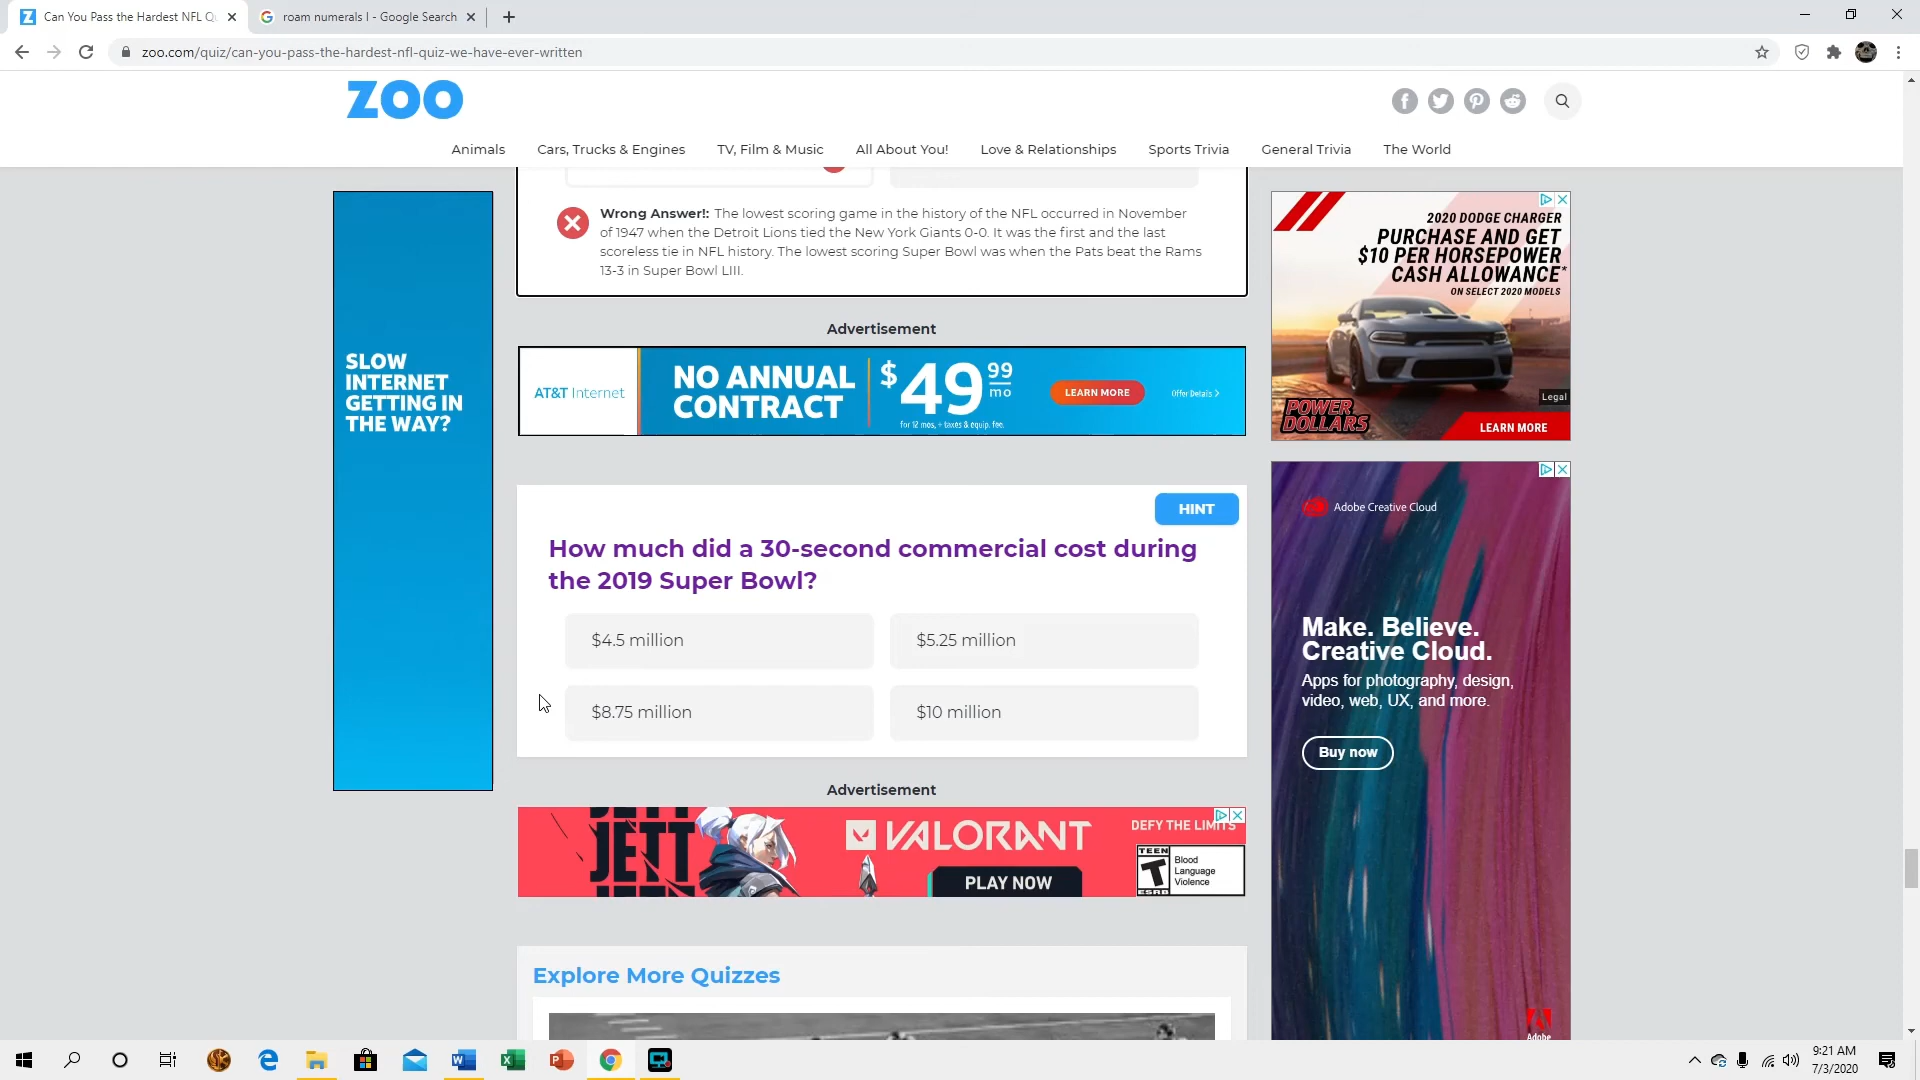 Can You Pass the Hardest NFL Qu
roam numerals I - Google Search
zoo.com/quiz/can-you-pass-the-hardest-nfl-quiz-we-have-ever-written
ZOO
Animals
Cars, Trucks & Engines
TV, Film & Music
All About You!
Love & Relationships
Sports Trivia
General Trivia
The World
Wrong Answer!: The lowest scoring game in the history of the NFL occurred in November
of 1947 when the Detroit Lions tied the New York Giants 0-0. It was the first and the last
scoreless tie in NFL history. The lowest scoring Super Bowl was when the Pats beat the Rams
13-3 in Super Bowl LIII.
Advertisement
AT&T Internet
NO ANNUAL
CONTRACT
$49 99
mo
for 12 mos, + taxes & equip. fee.
LEARN MORE
Offer Details >
SLOW
INTERNET
GETTING IN
THE WAY?
2020 DODGE CHARGER
PURCHASE AND GET
$10 PER HORSEPOWER
CASH ALLOWANCE*
ON SELECT 2020 MODELS
Legal
POWER
DOLLARS
LEARN MORE
HINT
How much did a 30-second commercial cost during
the 2019 Super Bowl?
$4.5 million
$5.25 million
$8.75 million
$10 million
Adobe Creative Cloud
Make. Believe.
Creative Cloud.
Apps for photography, design,
video, web, UX, and more.
Buy now
Adobe
Advertisement
JETT
VALORANT
PLAY NOW
DEFY THE LIMITS
TEEN
T
ESRB
Blood
Language
Violence
Explore More Quizzes
9:21 AM
7/3/2020